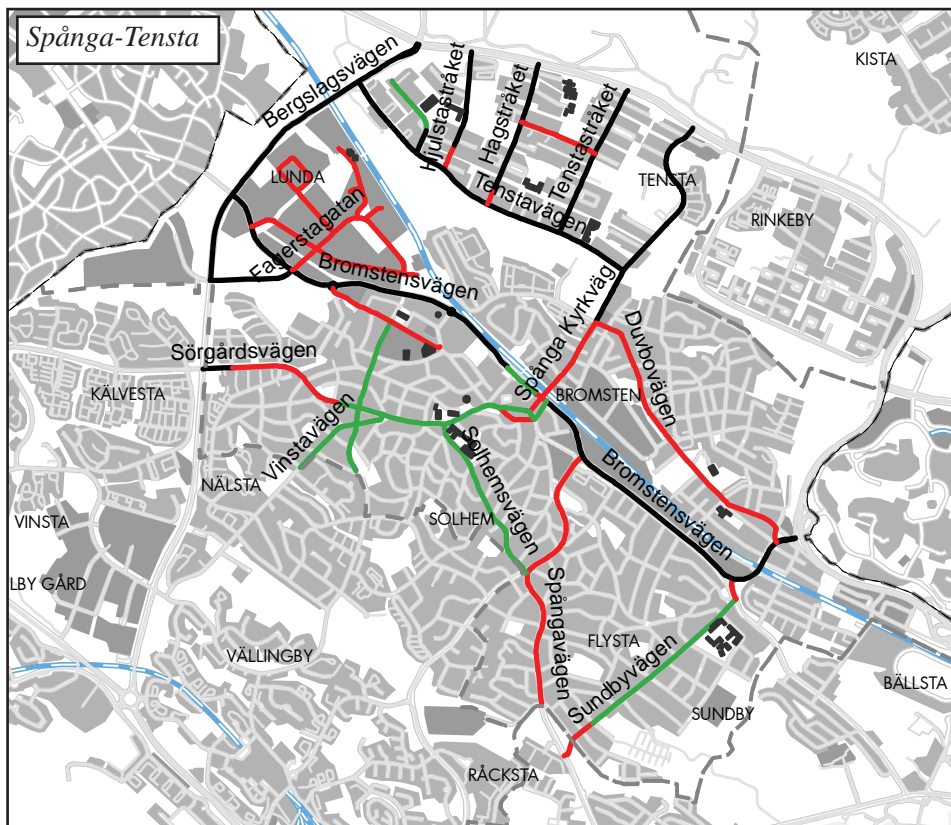 Spånga-Tensta
KISTA
Bergslagsvägen
Hjulstastråket
Hagstråket
Tenstastråket
LUNDA
TENSTA
Tenstavägen
RINKEBY
Fagerstagatan
Bromstensvägen
Spånga Kyrkväg
Duvbovägen
Sörgårdsvägen
KÄLVESTA
BROMSTEN
Vinstavägen
Solhemsvägen
NÄLSTA
Bromstensvägen
VINSTA
SOLHEM
LBY GÅRD
Spångavägen
FLYSTA
VÄLLINGBY
Sundbyvägen
BÄLLSTA
SUNDBY
RÅCKSTA